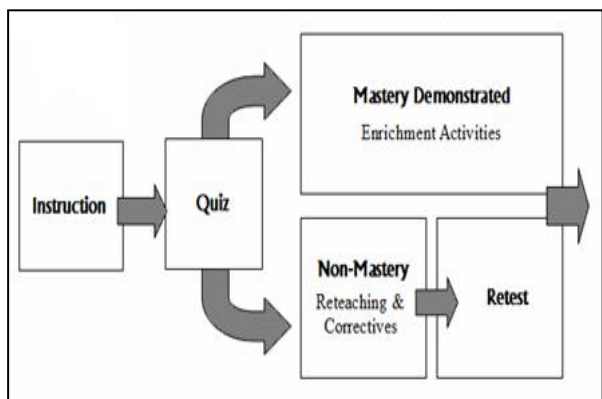 Instruction
Quiz
Mastery Demonstrated
Enrichment Activities
Non-Mastery
Reteaching &
Correctives
Retest